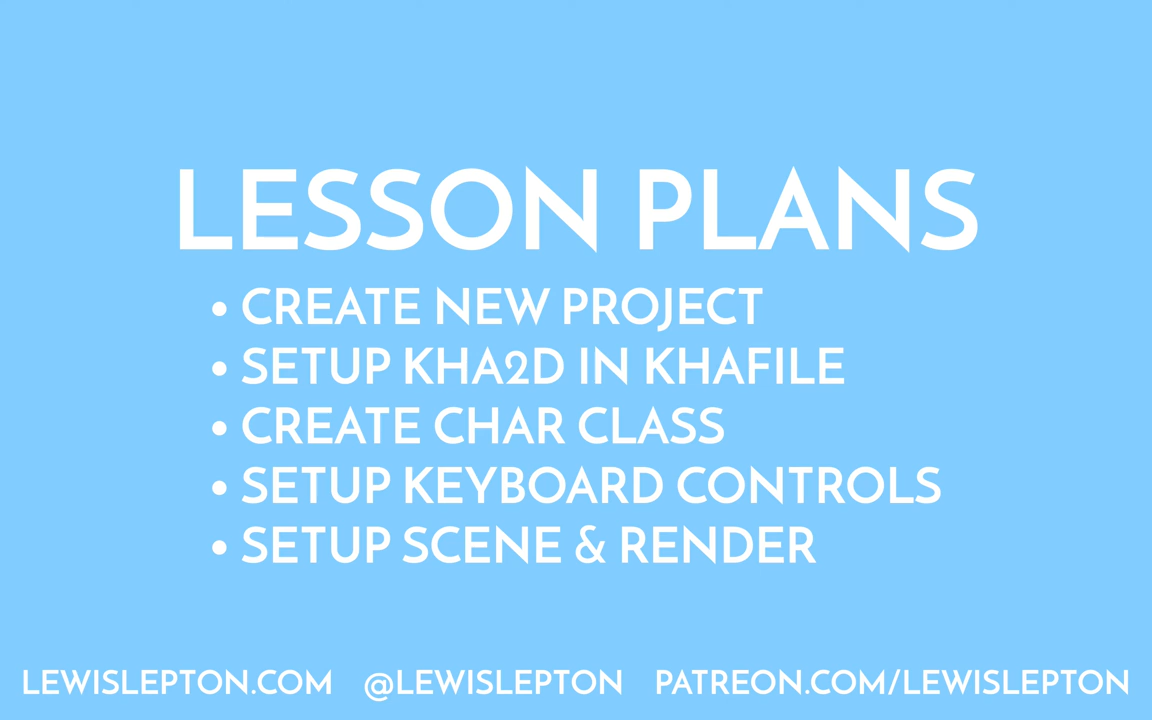 LESSON PLANS
• CREATE NEW PROJECT
• SETUP KHA2D IN KHAFILE
• CREATE CHAR CLASS
• SETUP KEYBOARD CONTROLS
• SETUP SCENE & RENDER
LEWISLEPTON.COM @LEWISLEPTON PATREON.COM/LEWISLEPTON